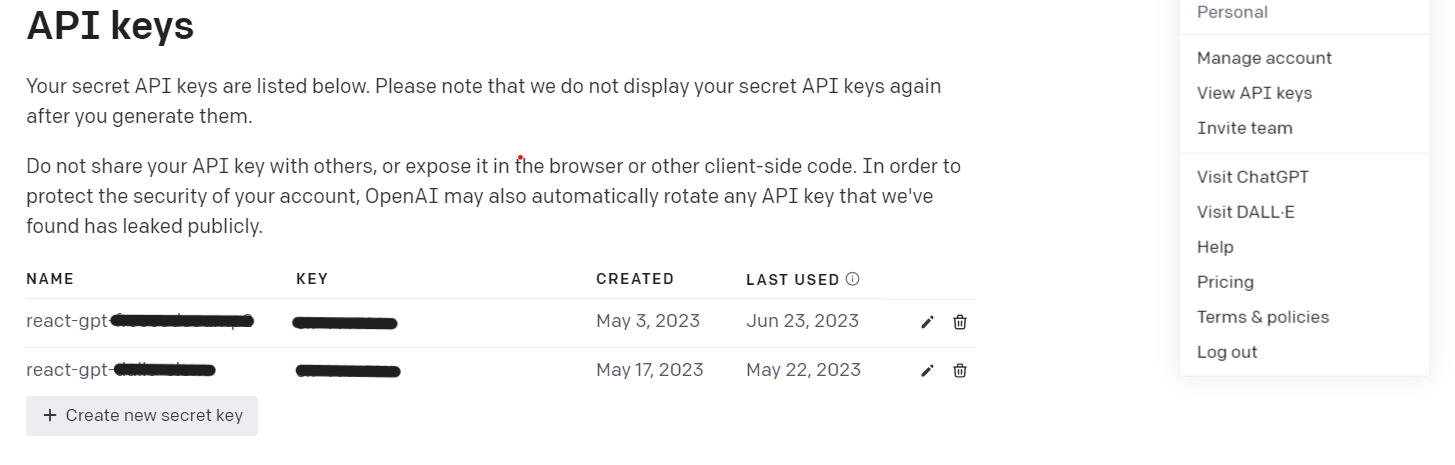 API keys
Your secret API keys are listed below. Please note that we do not display your secret API keys again
after you generate them.
Do not share your API key with others, or expose it in the browser or other client-side code. In order to
protect the security of your account, OpenAI may also automatically rotate any API key that we've
found has leaked publicly.
NAME KEY CREATED LAST USED
react-gpt- May 3, 2023 Jun 23, 2023
react-gpt- May 17, 2023 May 22, 2023
+ Create new secret key
Personal
Manage account
View API keys
Invite team
Visit ChatGPT
Visit DALL·E
Help
Pricing
Terms & policies
Log out